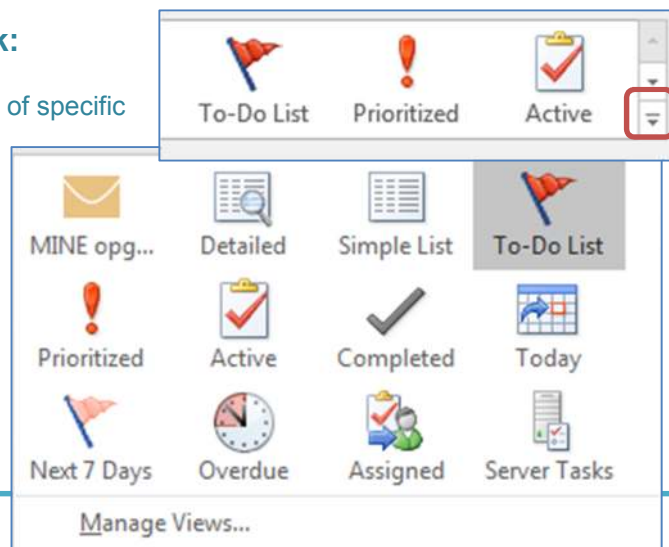 k:
of specific
To-Do List Prioritized Active
MINE opg... Detailed Simple List To-Do List
Prioritized Active Completed Today
Next 7 Days Overdue Assigned Server Tasks
Manage Views...